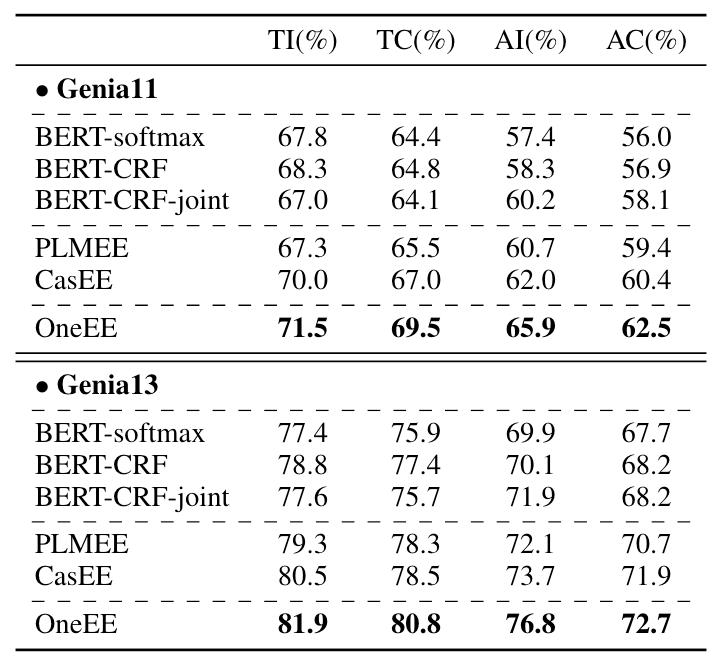 TI(%) TC(%) AI(%) AC(%)
• Genia11
BERT-softmax 67.8 64.4 57.4 56.0
BERT-CRF 68.3 64.8 58.3 56.9
BERT-CRF-joint 67.0 64.1 60.2 58.1
PLMEE 67.3 65.5 60.7 59.4
CasEE 70.0 67.0 62.0 60.4
OneEE 71.5 69.5 65.9 62.5
• Genia13
BERT-softmax 77.4 75.9 69.9 67.7
BERT-CRF 78.8 77.4 70.1 68.2
BERT-CRF-joint 77.6 75.7 71.9 68.2
PLMEE 79.3 78.3 72.1 70.7
CasEE 80.5 78.5 73.7 71.9
OneEE 81.9 80.8 76.8 72.7